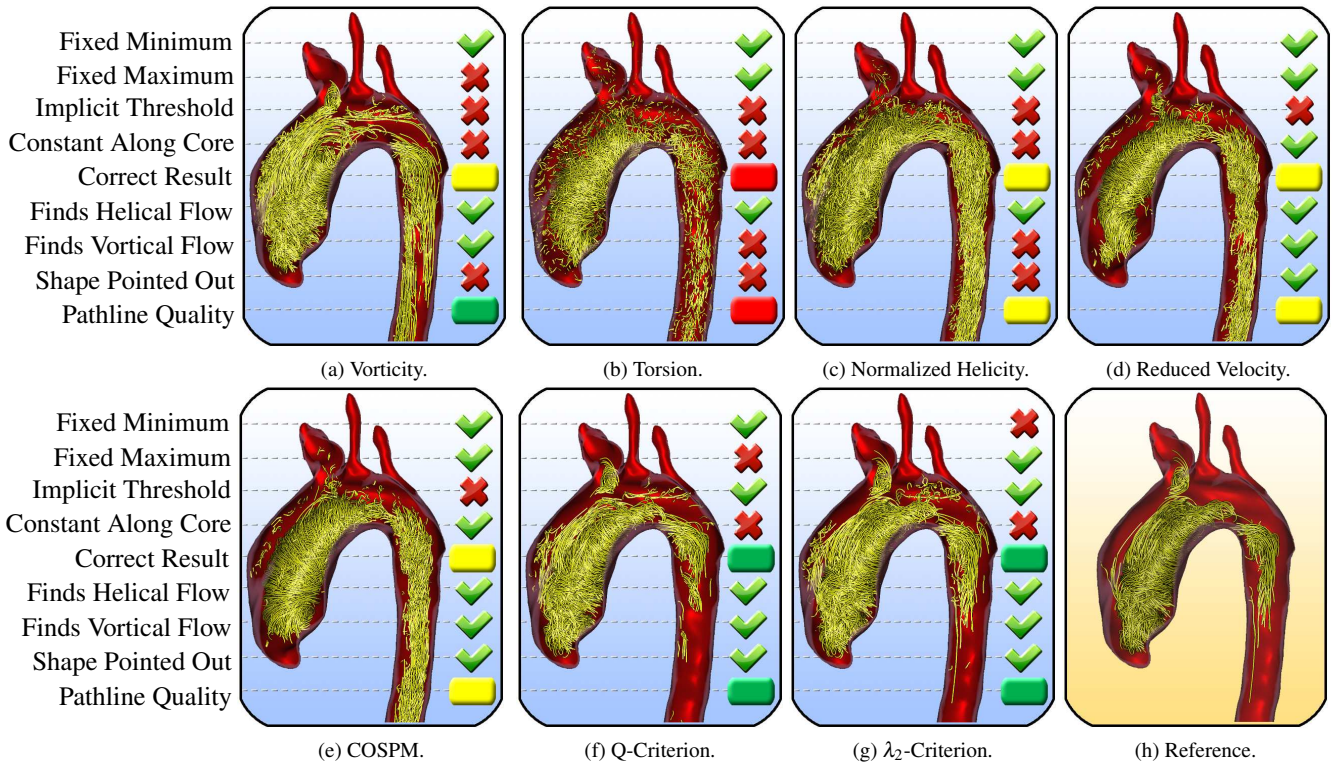 Fixed Minimum
Fixed Maximum
Implicit Threshold
Constant Along Core
Correct Result
Finds Helical Flow
Finds Vortical Flow
Shape Pointed Out
Pathline Quality
(a) Vorticity.
(b) Torsion.
(c) Normalized Helicity.
(d) Reduced Velocity.
Fixed Minimum
Fixed Maximum
Implicit Threshold
Constant Along Core
Correct Result
Finds Helical Flow
Finds Vortical Flow
Shape Pointed Out
Pathline Quality
(e) COSPM.
(f) Q-Criterion.
(g) λ₂-Criterion.
(h) Reference.